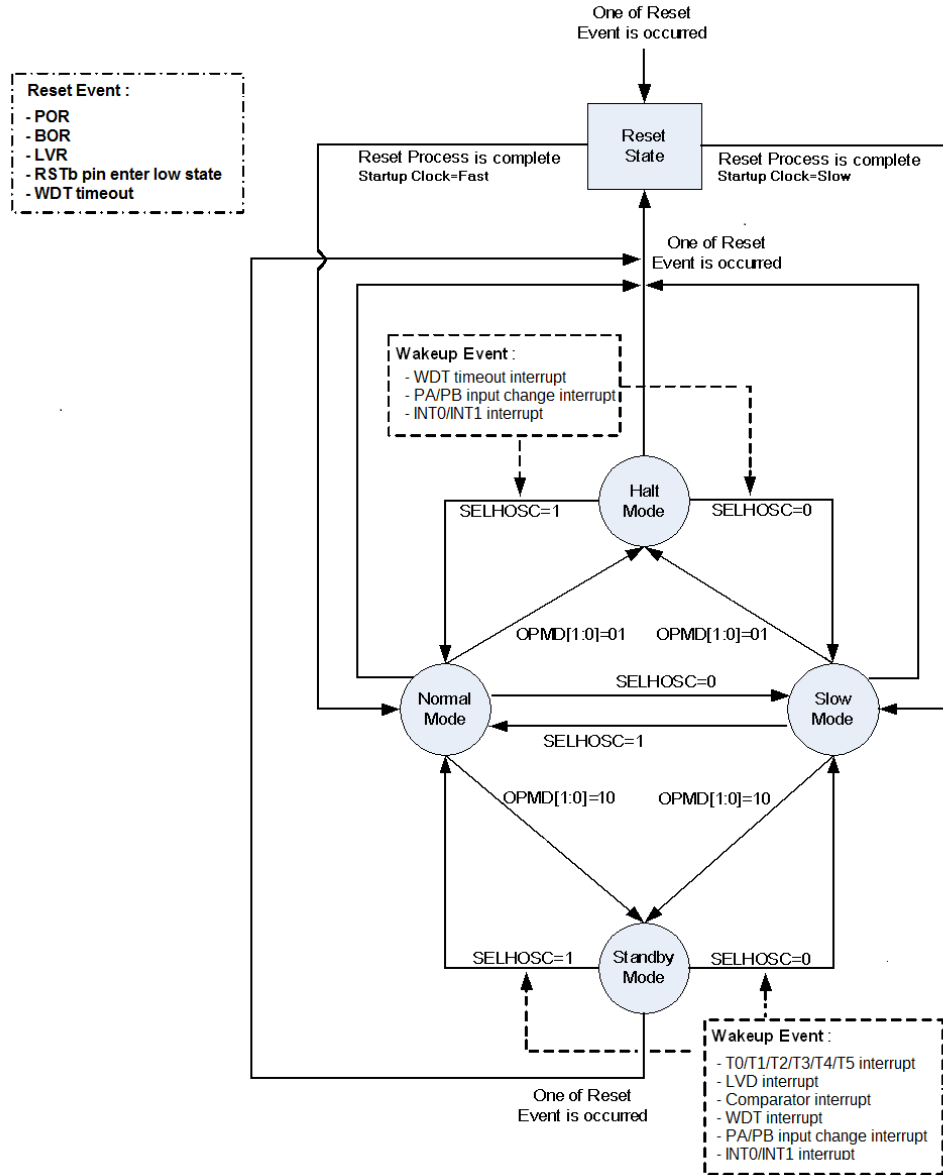 One of Reset
Event is occurred
Reset Event :
- POR
- BOR
- LVR
- RSTb pin enter low state
- WDT timeout
Reset
State
Reset Process is complete
Startup Clock=Fast
Reset Process is complete
Startup Clock=Slow
One of Reset
Event is occurred
Wakeup Event :
- WDT timeout interrupt
- PA/PB input change interrupt
- INT0/INT1 interrupt
Halt
Mode
SELHOSC=1
SELHOSC=0
OPMD[1:0]=01
OPMD[1:0]=01
Normal
Mode
SELHOSC=0
Slow
Mode
SELHOSC=1
OPMD[1:0]=10
OPMD[1:0]=10
SELHOSC=1
Standby
Mode
SELHOSC=0
Wakeup Event :
- T0/T1/T2/T3/T4/T5 interrupt
- LVD interrupt
- Comparator interrupt
- WDT interrupt
- PA/PB input change interrupt
- INT0/INT1 interrupt
One of Reset
Event is occurred